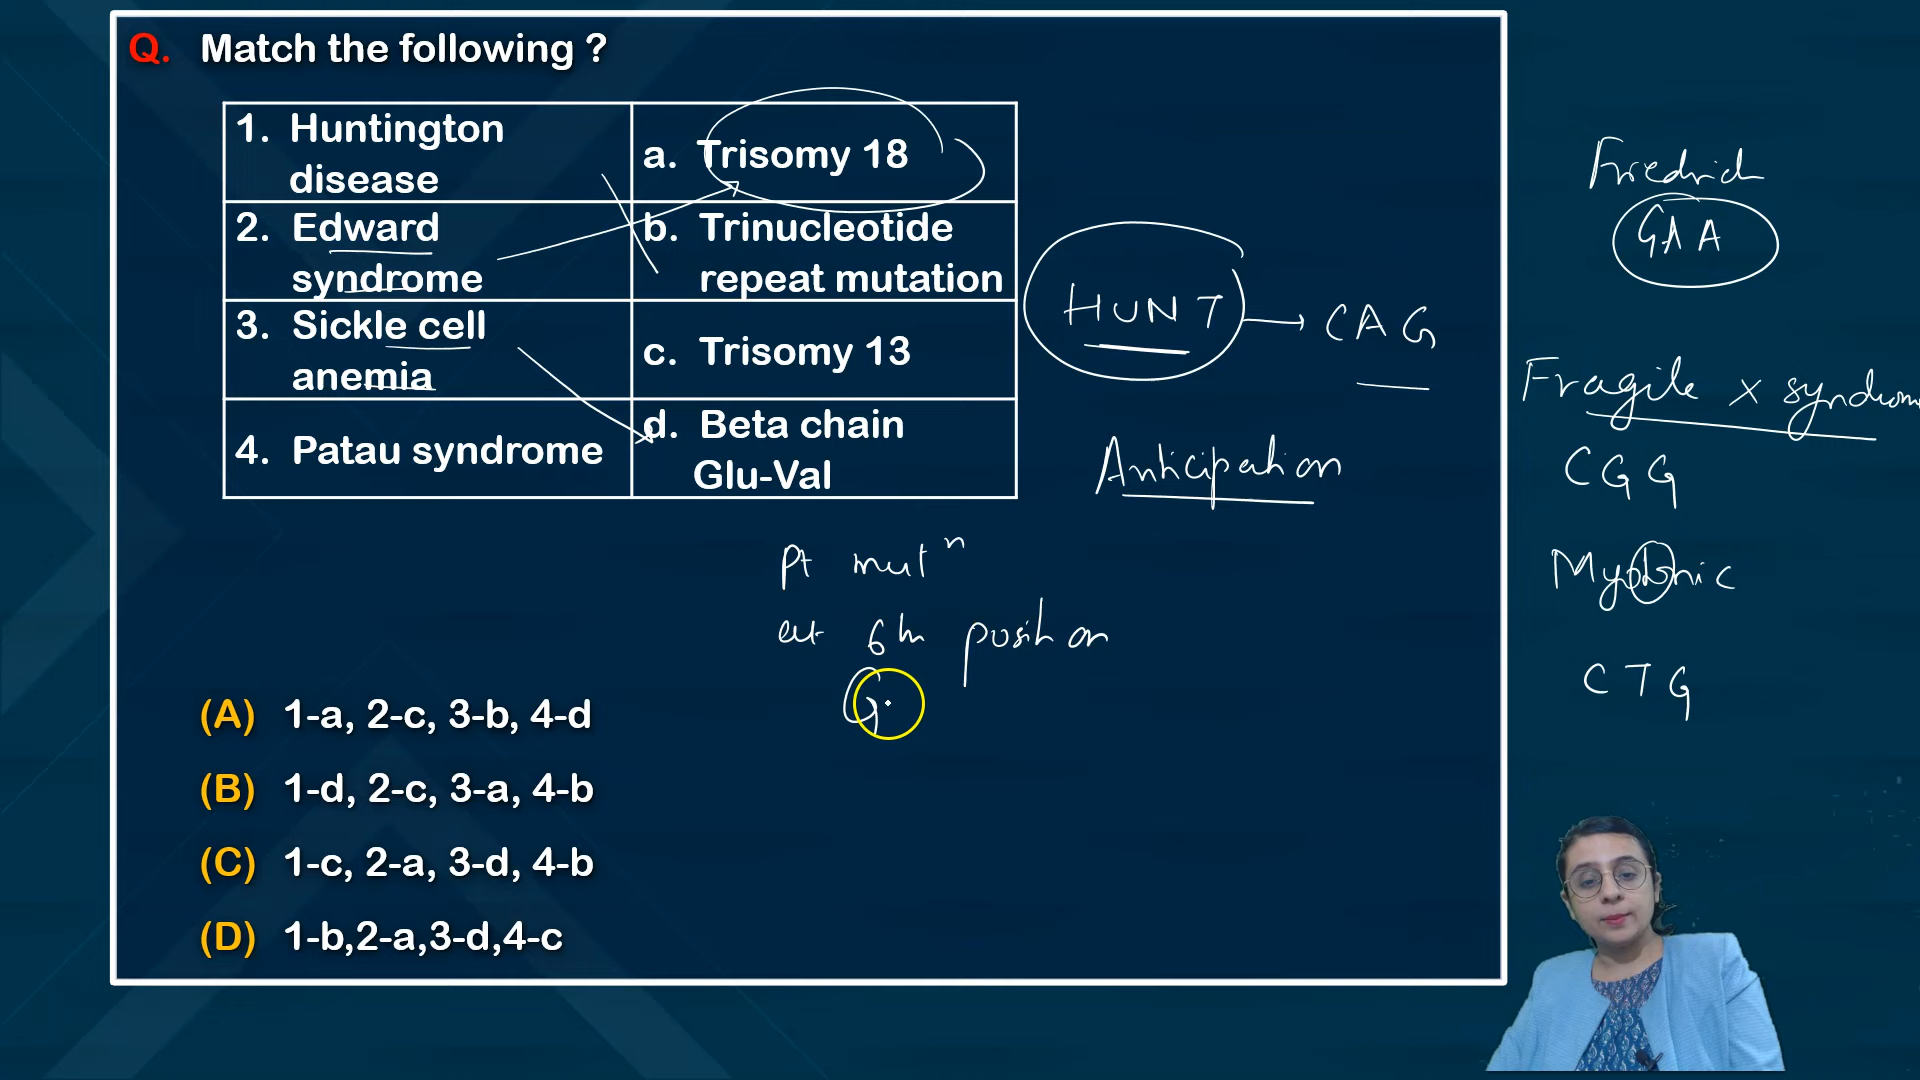 Q. Match the following ?
1. Huntington disease
a. Trisomy 18
2. Edward syndrome
b. Trinucleotide repeat mutation
3. Sickle cell anemia
c. Trisomy 13
4. Patau syndrome
d. Beta chain Glu-Val
(A) 1-a, 2-c, 3-b, 4-d
(B) 1-d, 2-c, 3-a, 4-b
(C) 1-c, 2-a, 3-d, 4-b
(D) 1-b,2-a,3-d,4-c
HUNT → CAG
Anticipation
Pt mutⁿ
at 6th position
G
Friedrich
GAA
Fragile X syndrome
CGG
Myotonic
CTG